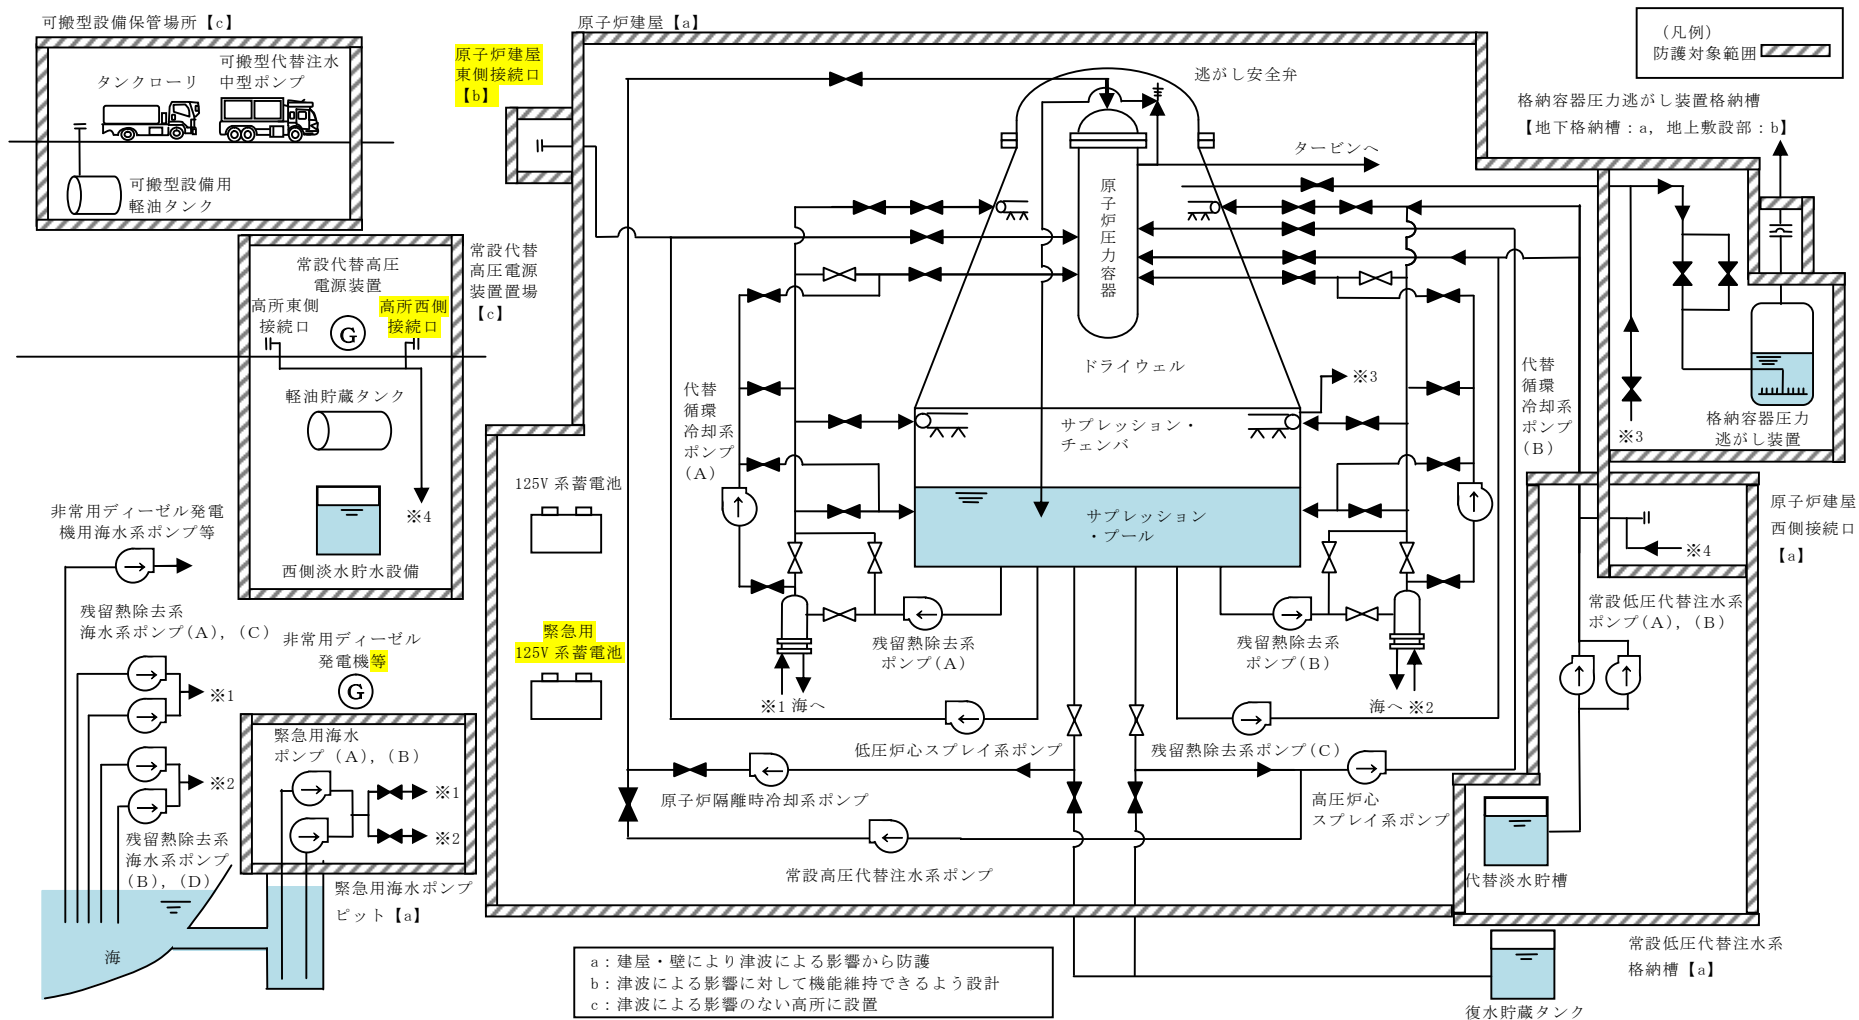 可搬型設備保管場所【c】
タンクローリ
可搬型代替注水
中型ポンプ
可搬型設備用
軽油タンク
原子炉建屋【a】
原子炉建屋
東側接続口
【b】
逃がし安全弁
(凡例)
防護対象範囲
格納容器圧力逃がし装置格納槽
【地下格納槽：a，地上敷設部：b】
タービンへ
原子炉圧力容器
常設代替高圧
電源装置
高所東側
接続口
G
高所西側
接続口
常設代替
高圧電源
装置置場
【c】
軽油貯蔵タンク
※4
西側淡水貯水設備
代替
循環
冷却系
ポンプ
(A)
ドライウェル
※3
サプレッション・
チェンバ
サプレッション
・プール
代替
循環
冷却系
ポンプ
(B)
※3
格納容器圧力
逃がし装置
125V 系蓄電池
非常用ディーゼル発電
機用海水系ポンプ等
残留熱除去系
海水系ポンプ(A)，(C)
※1
※2
残留熱除去系
海水系ポンプ
(B)，(D)
海
非常用ディーゼル
発電機等
G
緊急用海水
ポンプ(A)，(B)
※1
※2
緊急用海水ポンプ
ピット【a】
緊急用
125V 系蓄電池
残留熱除去系
ポンプ(A)
※1 海へ
残留熱除去系
ポンプ(B)
海へ ※2
低圧炉心スプレイ系ポンプ
残留熱除去系ポンプ(C)
原子炉隔離時冷却系ポンプ
高圧炉心
スプレイ系ポンプ
常設高圧代替注水系ポンプ
原子炉建屋
西側接続口
【a】
※4
常設低圧代替注水系
ポンプ(A)，(B)
代替淡水貯槽
常設低圧代替注水系
格納槽【a】
復水貯蔵タンク
a：建屋・壁により津波による影響から防護
b：津波による影響に対して機能維持できるよう設計
c：津波による影響のない高所に設置